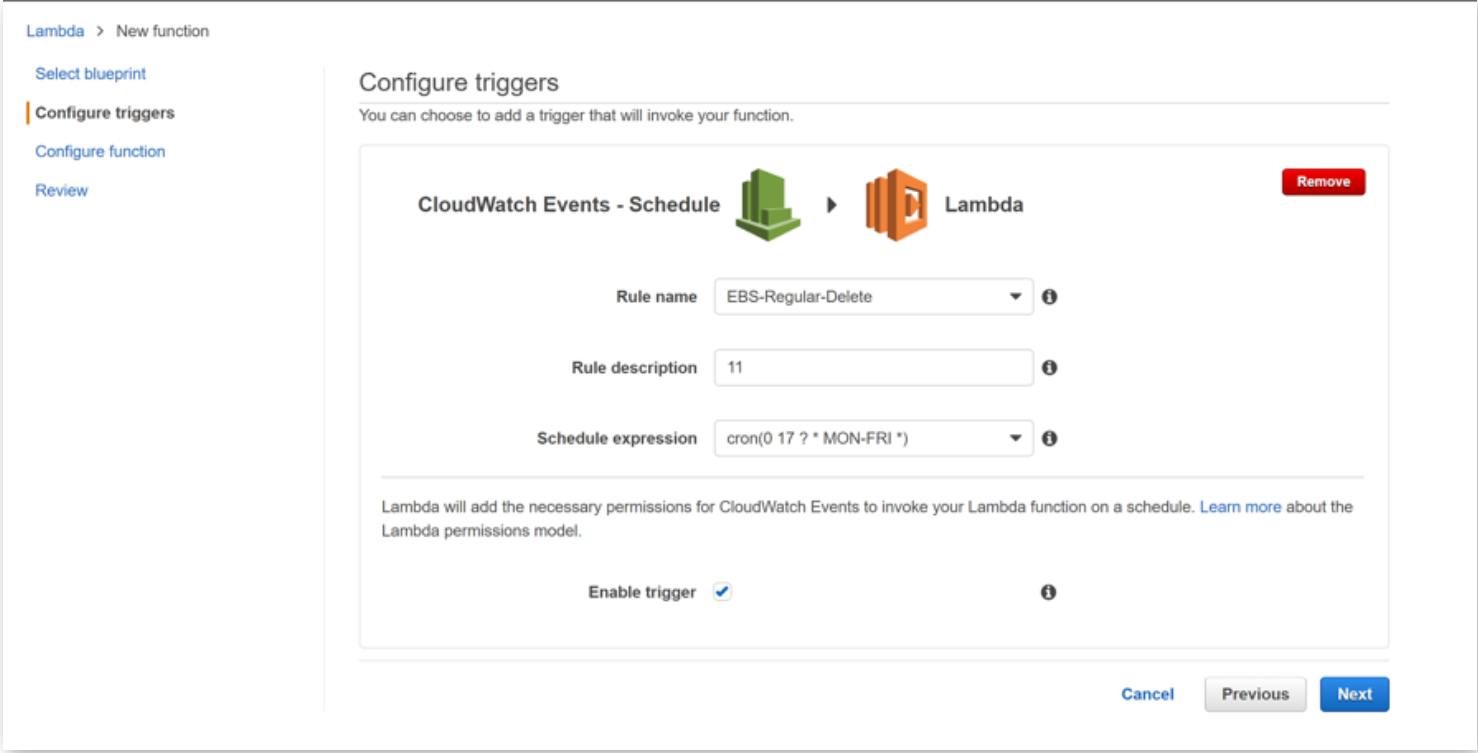 Lambda > New function
Select blueprint
Configure triggers
Configure function
Review
Configure triggers
You can choose to add a trigger that will invoke your function.
CloudWatch Events - Schedule
Lambda
Remove
Rule name
EBS-Regular-Delete
Rule description
11
Schedule expression
cron(0 17 ? * MON-FRI *)
Lambda will add the necessary permissions for CloudWatch Events to invoke your Lambda function on a schedule. Learn more about the
Lambda permissions model.
Enable trigger
Cancel
Previous
Next